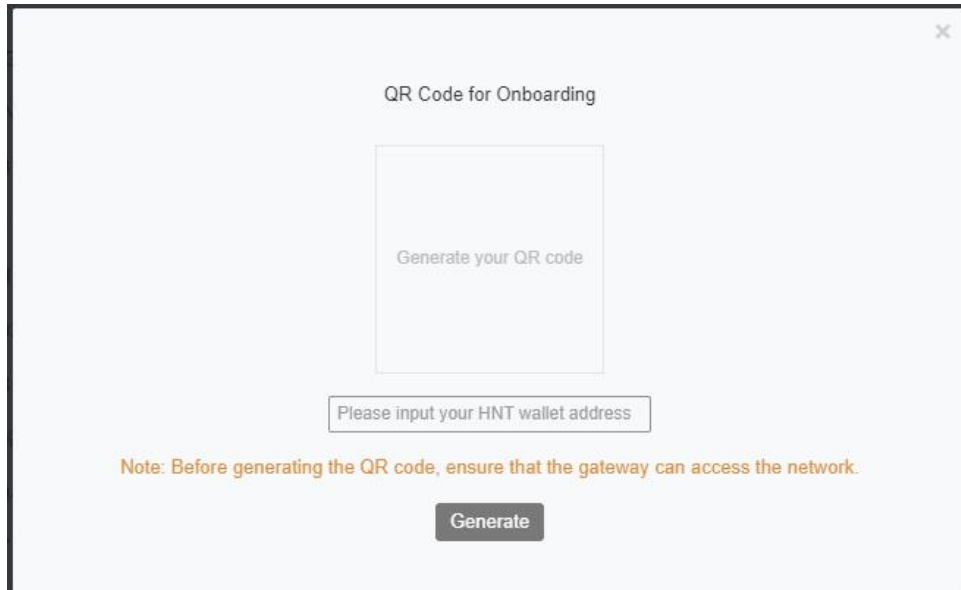 ×
QR Code for Onboarding
Generate your QR code
Please input your HNT wallet address
Note: Before generating the QR code, ensure that the gateway can access the network.
Generate